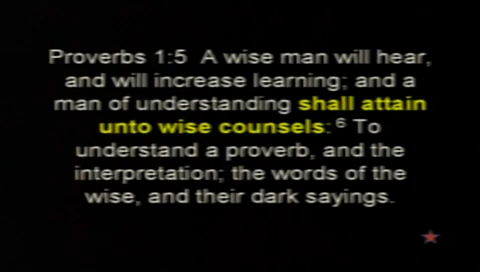 Proverbs 1:5  A wise man will hear,
and will increase learning; and a
man of understanding shall attain
unto wise counsels: 6 To
understand a proverb, and the
interpretation; the words of the
wise, and their dark sayings.